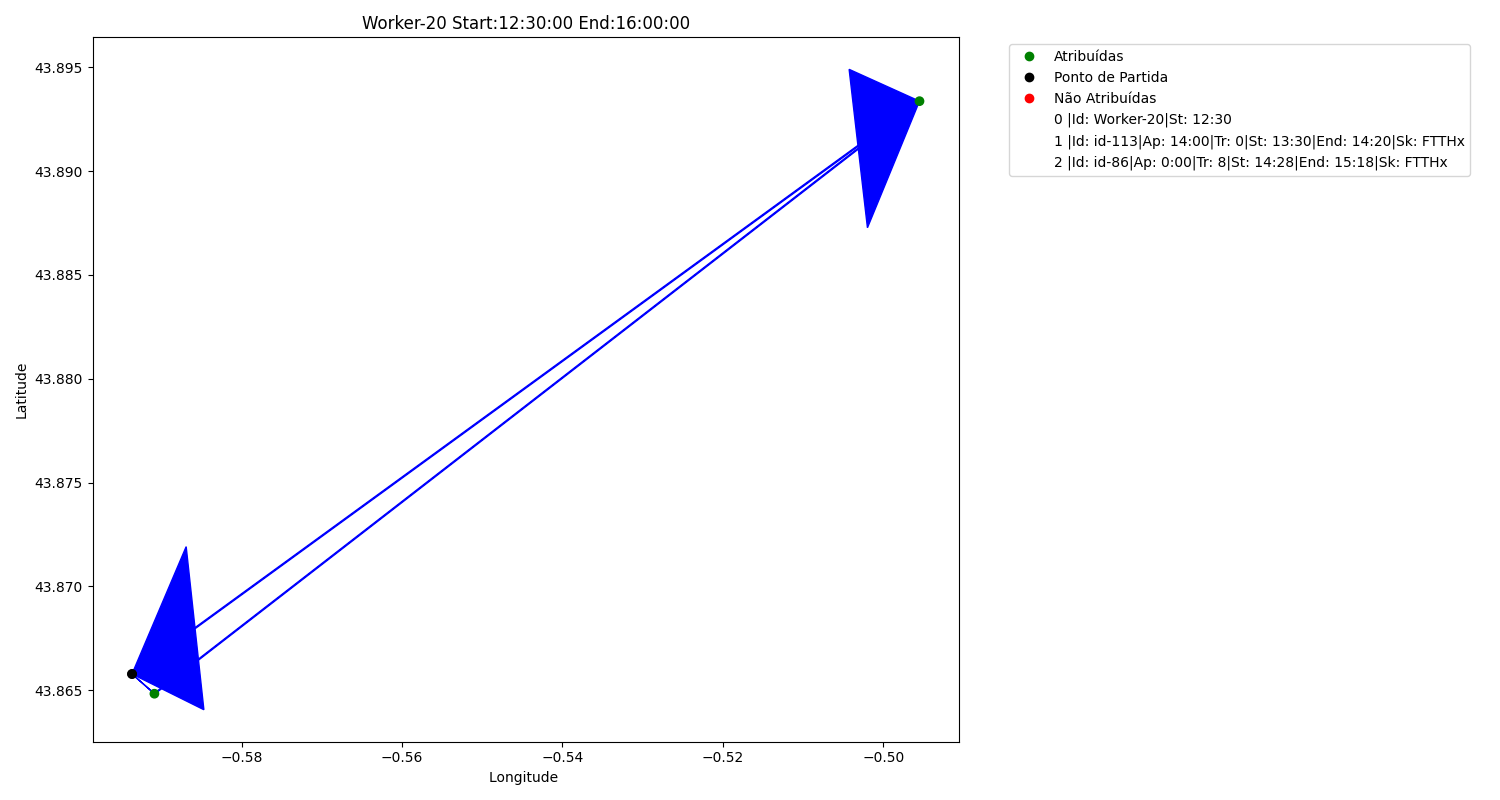 Worker-20 Start:12:30:00 End:16:00:00
43.895
43.890
43.885
43.880
43.875
43.870
43.865
Latitude
−0.58
−0.56
−0.54
−0.52
−0.50
Longitude
Atribuídas
Ponto de Partida
Não Atribuídas
0 |Id: Worker-20|St: 12:30
1 |Id: id-113|Ap: 14:00|Tr: 0|St: 13:30|End: 14:20|Sk: FTTHx
2 |Id: id-86|Ap: 0:00|Tr: 8|St: 14:28|End: 15:18|Sk: FTTHx